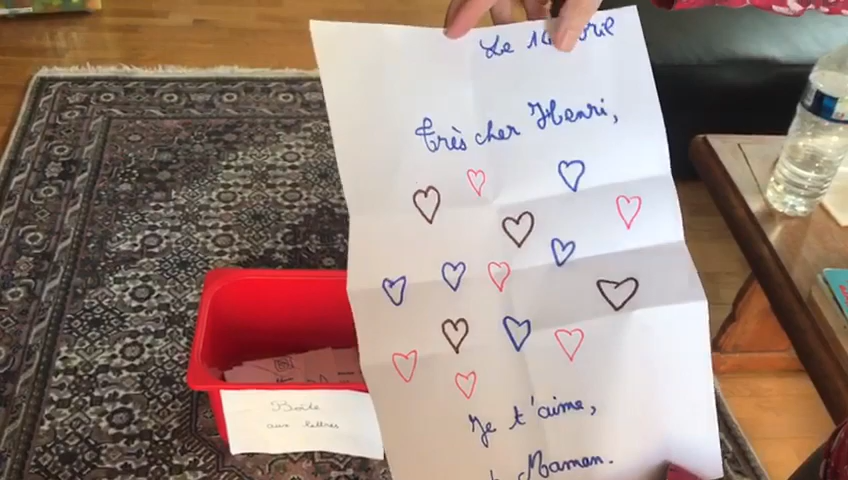 Le
Très cher Henri,
Je t'aime,
Maman.
Boîte
aux lettres